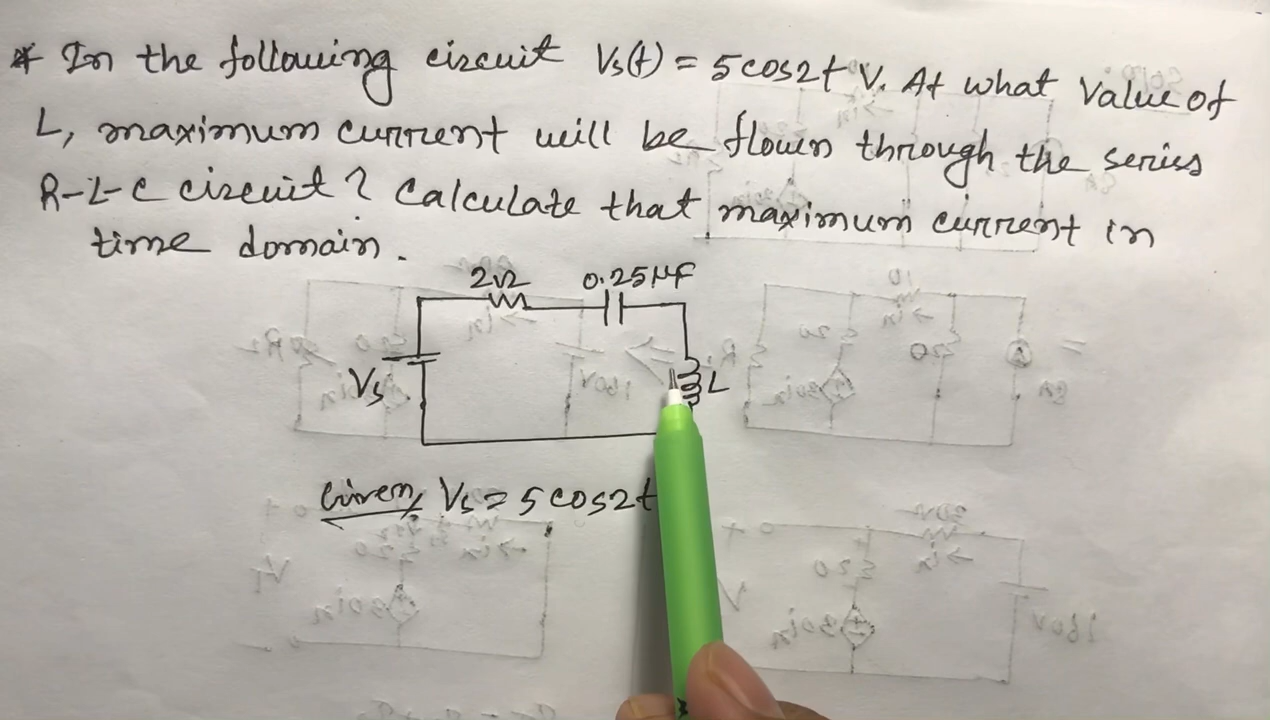 * In the following circuit Vs(t) = 5cos2t V. At what value of
L, maximum current will be flown through the series
R-L-C circuit? Calculate that maximum current in
time domain.
2Ω 0.25μF
Vs L
Given, Vs = 5cos2t